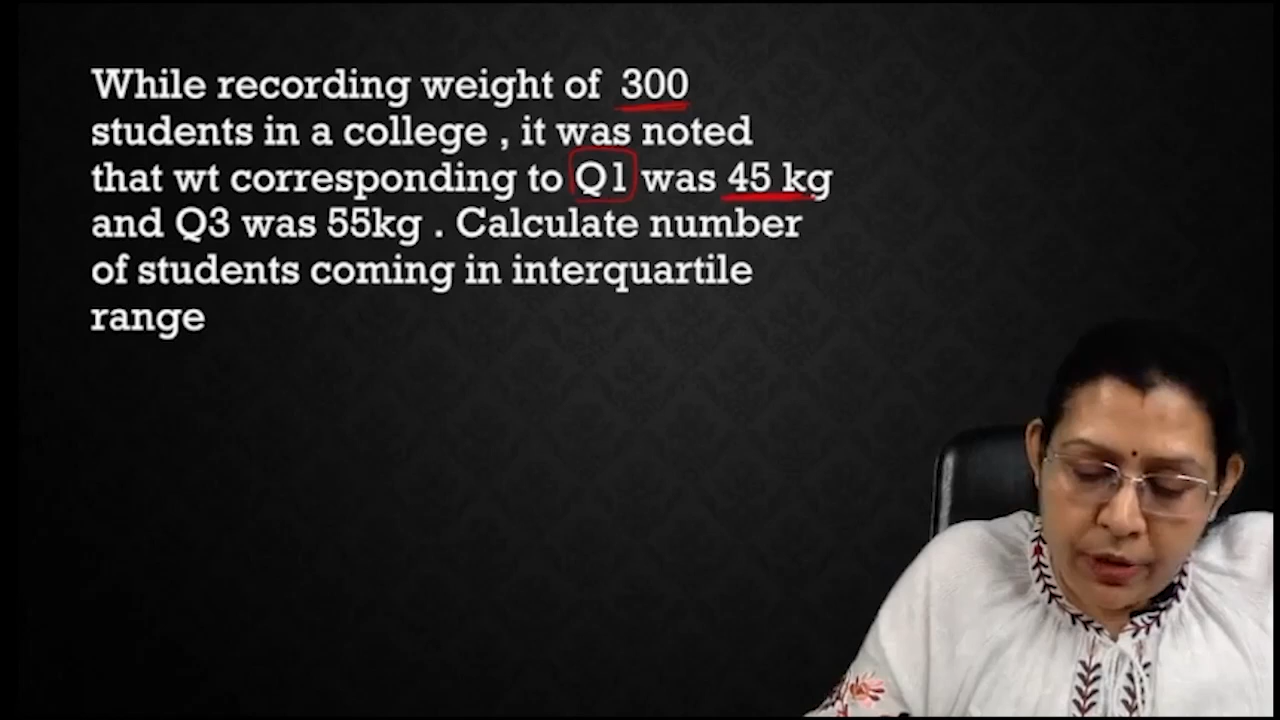 While recording weight of 300
students in a college , it was noted
that wt corresponding to Q1 was 45 kg
and Q3 was 55kg . Calculate number
of students coming in interquartile
range